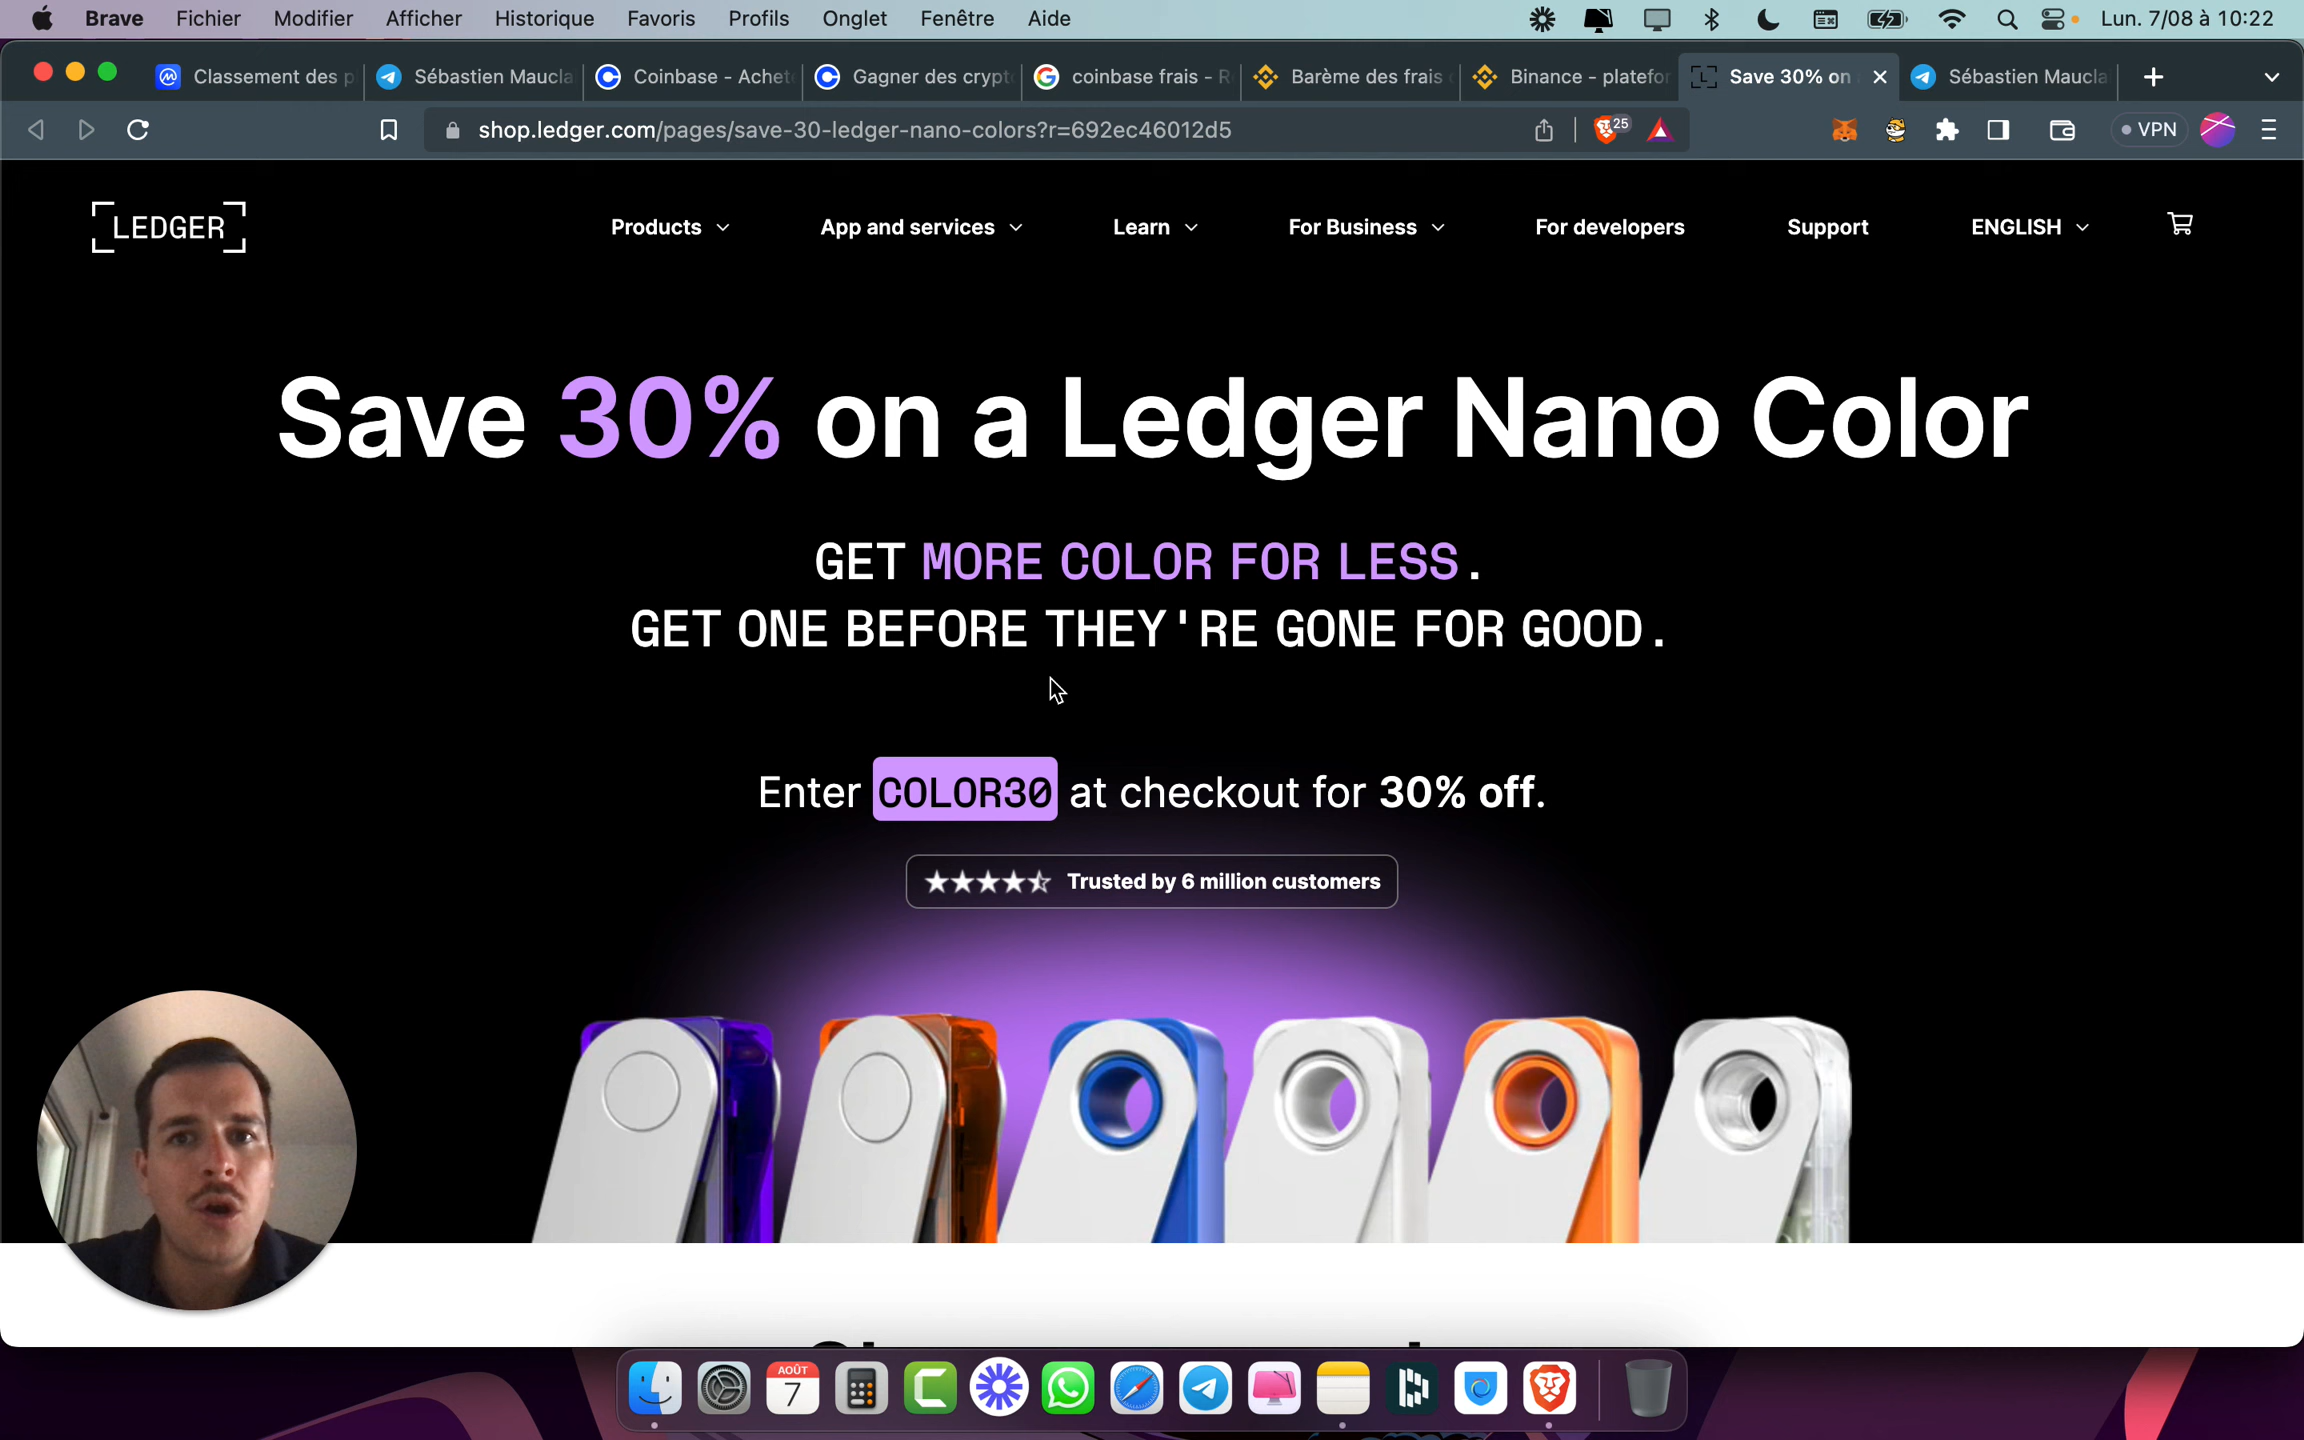 Brave Fichier Modifier Afficher Historique Favoris Profils Onglet Fenêtre Aide Lun. 7/08 à 10:22
Classement des p Sébastien Maucla Coinbase - Achet Gagner des crypt coinbase frais - R Barème des frais Binance - platefor Save 30% on Sébastien Maucla
shop.ledger.com/pages/save-30-ledger-nano-colors?r=692ec46012d5 25 VPN
LEDGER Products App and services Learn For Business For developers Support ENGLISH
Save 30% on a Ledger Nano Color
GET MORE COLOR FOR LESS.
GET ONE BEFORE THEY'RE GONE FOR GOOD.
Enter COLOR30 at checkout for 30% off.
Trusted by 6 million customers
AOÛT
7